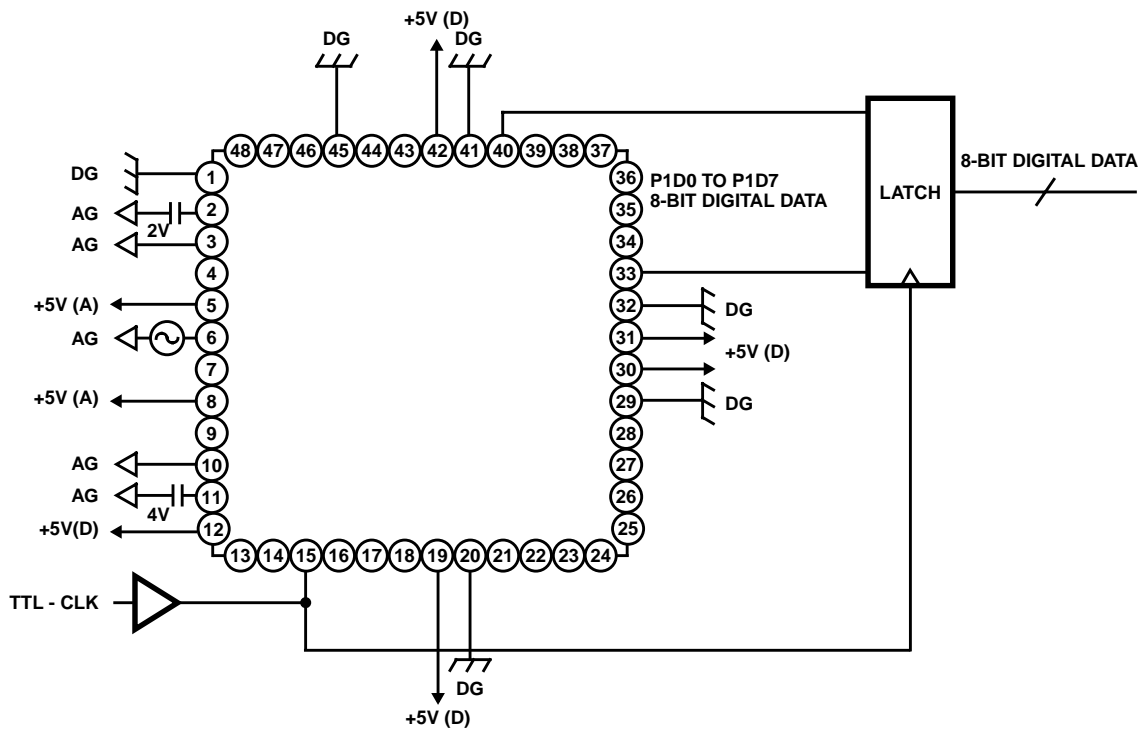 +5V (D)
DG
DG
48 47 46 45 44 43 42 41 40 39 38 37
DG
AG
2V
AG
+5V (A)
AG
+5V (A)
AG
AG
4V
+5V(D)
1
2
3
4
5
6
7
8
9
10
11
12
36
35
34
33
32
31
30
29
28
27
26
25
P1D0 TO P1D7
8-BIT DIGITAL DATA
DG
+5V (D)
DG
LATCH
8-BIT DIGITAL DATA
13 14 15 16 17 18 19 20 21 22 23 24
TTL - CLK
DG
+5V (D)